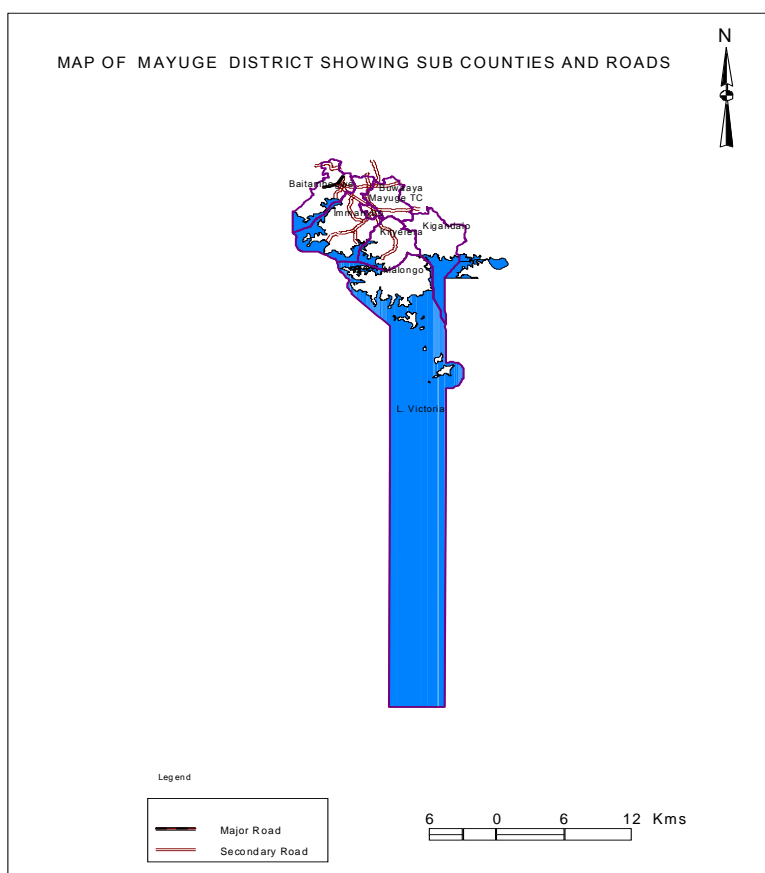 N
MAP OF MAYUGE DISTRICT SHOWING SUB COUNTIES AND ROADS
Buwaaya
Mayuge TC
Kigandalo
Kityerera
Malongo
L. Victoria
Legend
Major Road
Secondary Road
6 0 6 12 Kms